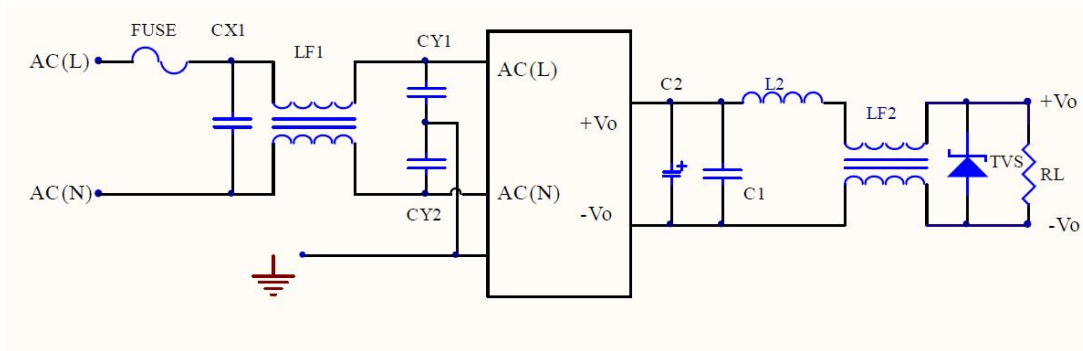 FUSE
CX1
LF1
CY1
AC(L)
AC(L)
C2
L2
LF2
+Vo
+Vo
TVS
RL
C1
AC(N)
AC(N)
CY2
-Vo
-Vo